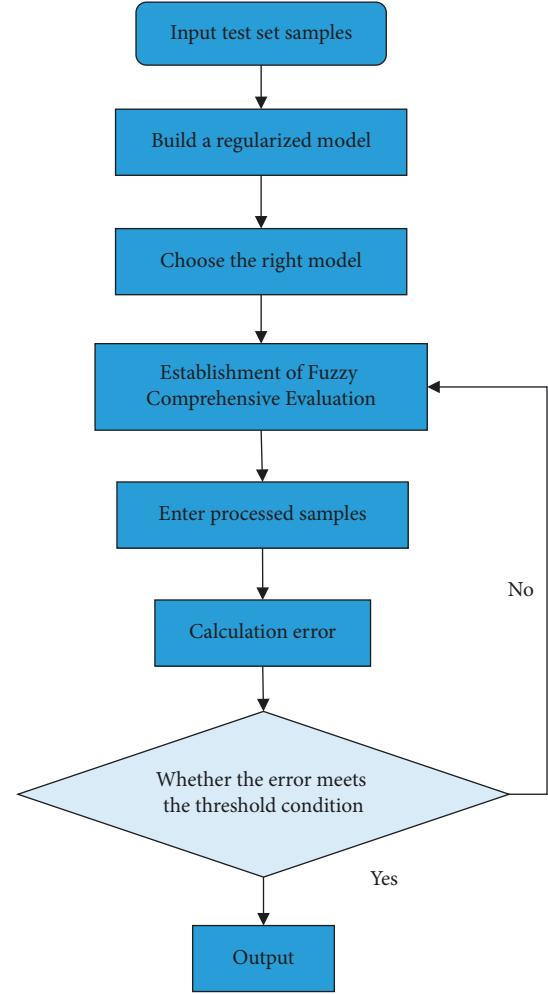 Input test set samples
Build a regularized model
Choose the right model
Establishment of Fuzzy
Comprehensive Evaluation
Enter processed samples
Calculation error
No
Whether the error meets
the threshold condition
Yes
Output